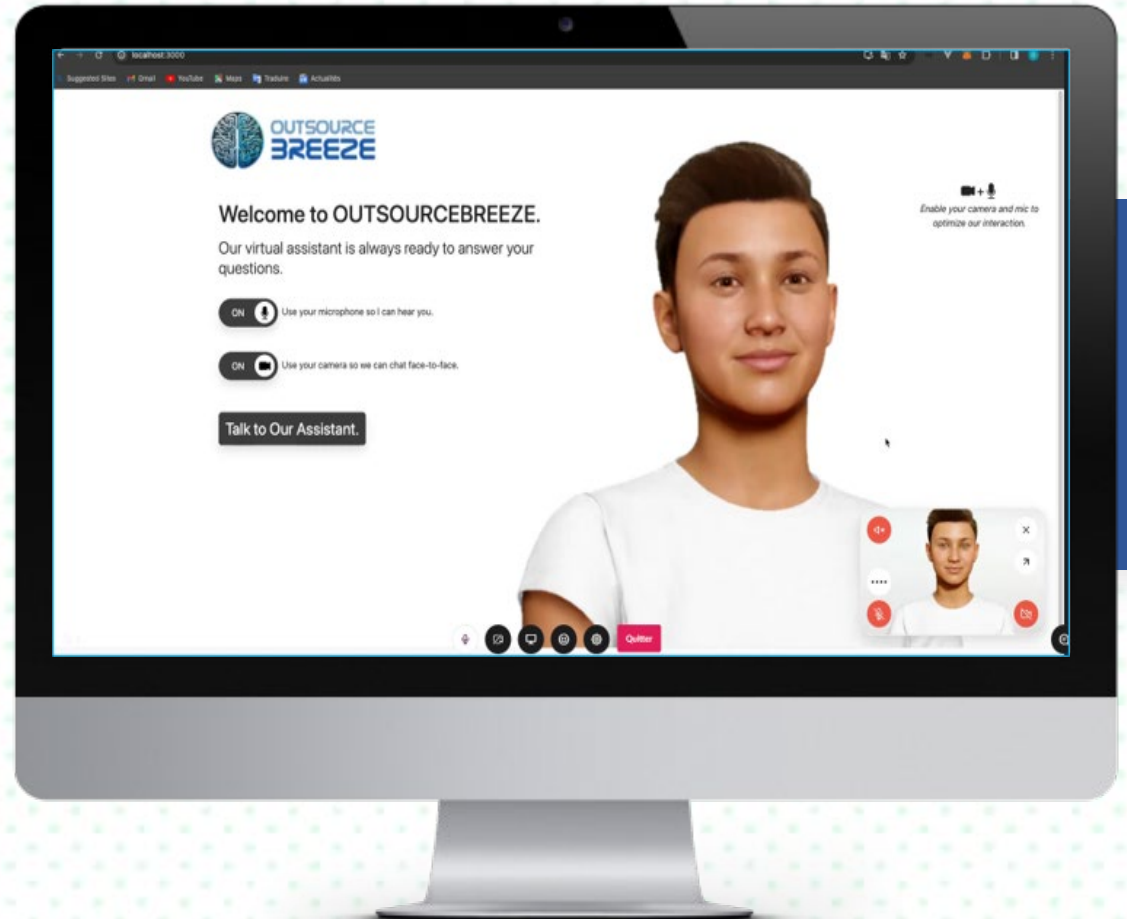 localhost:3000
Suggested Sites Gmail YouTube Maps Traduire Actualités
OUTSOURCE
BREEZE
Enable your camera and mic to
optimize our interaction.
Welcome to OUTSOURCEBREEZE.
Our virtual assistant is always ready to answer your
questions.
ON Use your microphone so I can hear you.
ON Use your camera so we can chat face-to-face.
Talk to Our Assistant.
Quitter